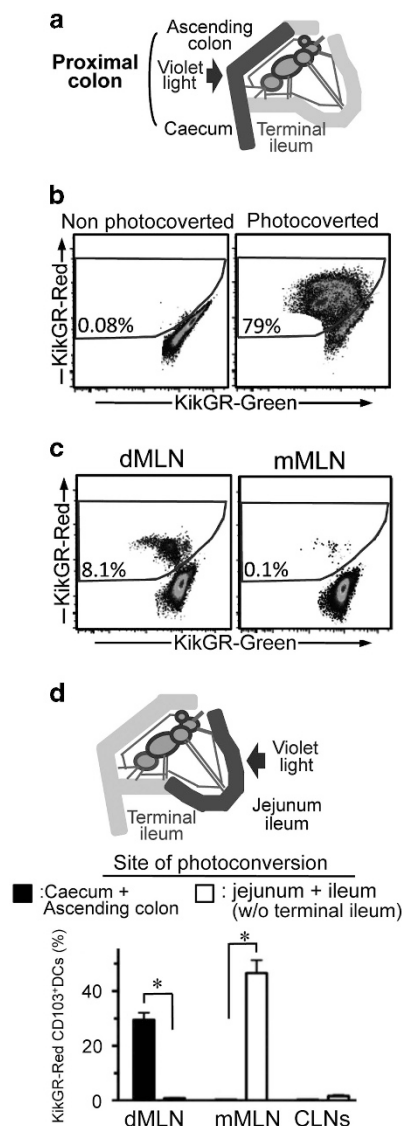 a
Ascending colon
Proximal colon
Violet light
Caecum
Terminal ileum
b
Non photocoverted
Photocoverted
KikGR-Red
0.08%
79%
KikGR-Green
c
dMLN
mMLN
KikGR-Red
8.1%
0.1%
KikGR-Green
d
Violet light
Terminal ileum
Jejunum ileum
Site of photoconversion
:Caecum + Ascending colon
: jejunum + ileum (w/o terminal ileum)
KikGR-Red CD103⁺DCs (%)
40
20
0
*
*
dMLN
mMLN
CLNs